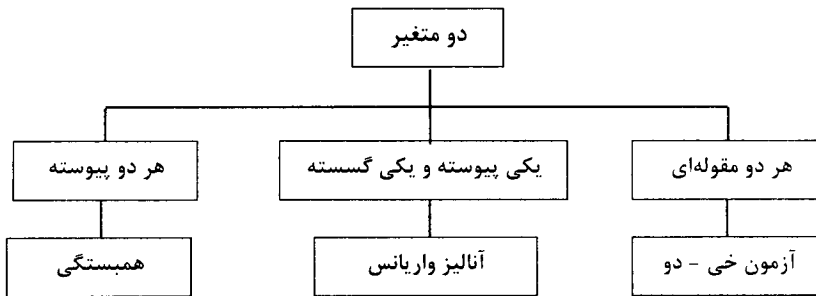 دو متغیر
هر دو مقوله‌ای
یکی پیوسته و یکی گسسته
هر دو پیوسته
آزمون خی - دو
آنالیز واریانس
همبستگی